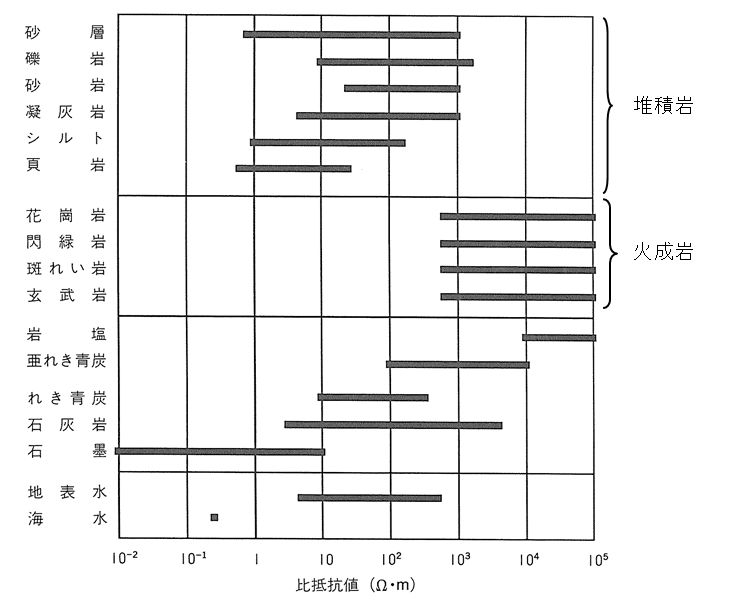 砂層
礫岩
砂岩
凝灰岩
シルト
頁岩
堆積岩
花崗岩
閃緑岩
斑れい岩
玄武岩
火成岩
岩塩
亜れき青炭
れき青炭
石灰岩
石墨
地表水
海水
10⁻² 10⁻¹ 1 10 10² 10³ 10⁴ 10⁵
比抵抗値（Ω・m）